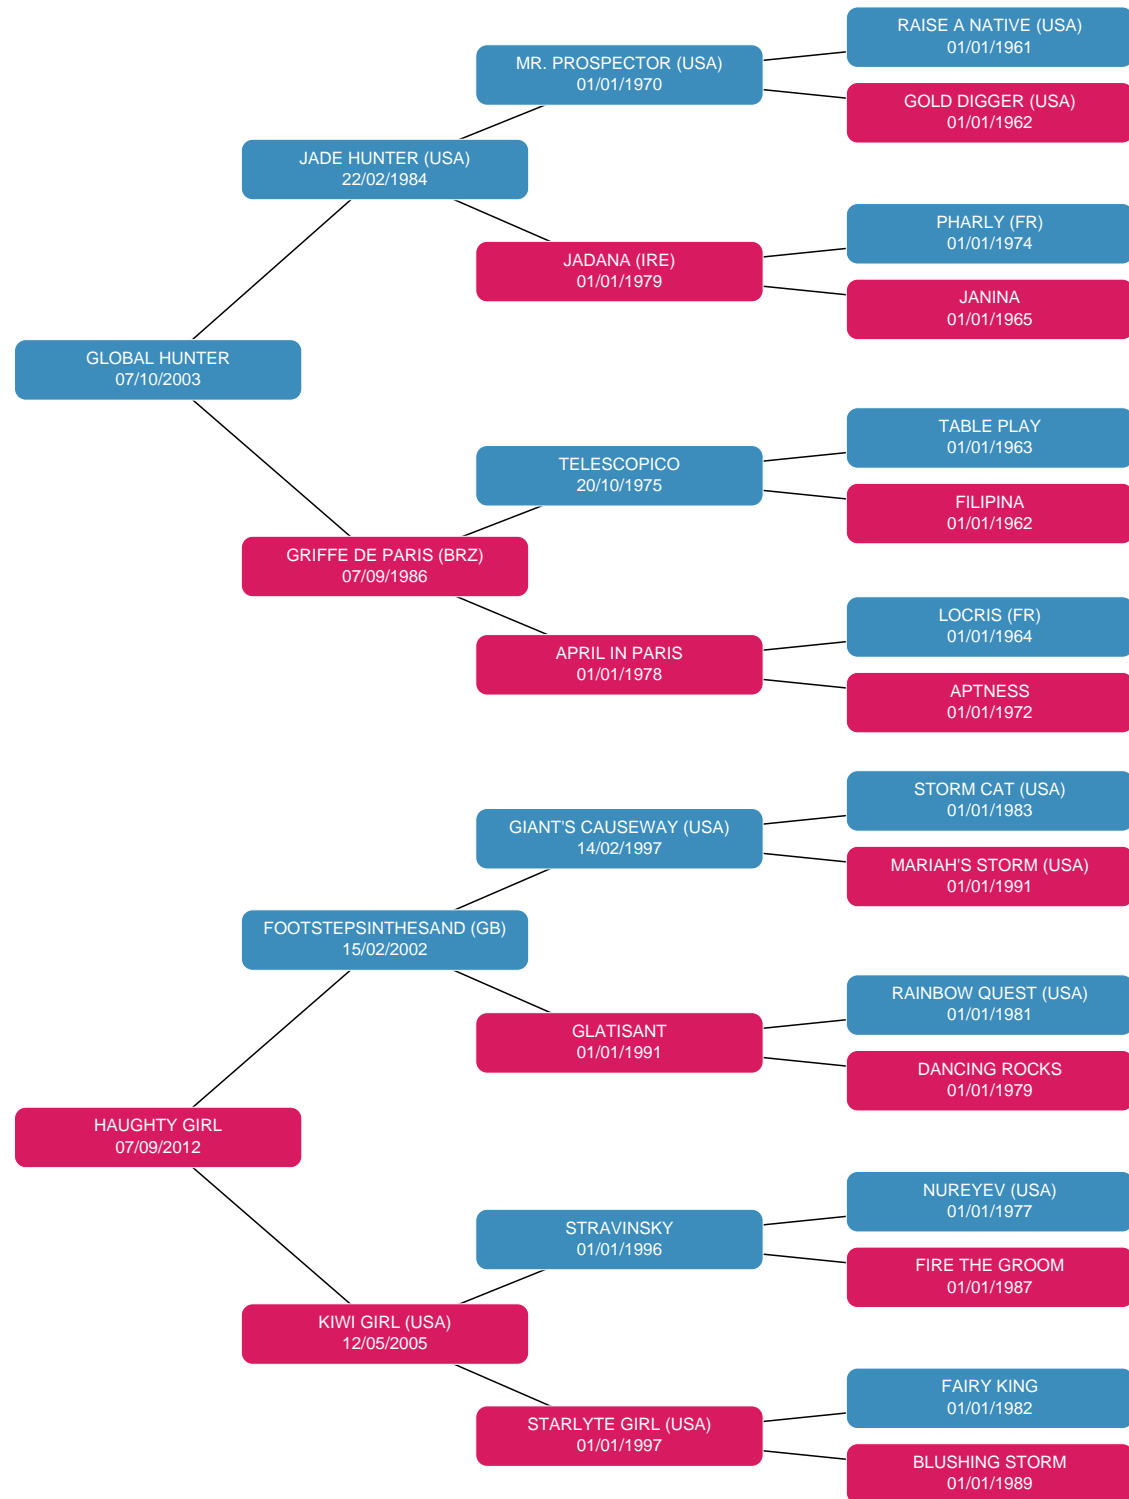 RAISE A NATIVE (USA)
01/01/1961
MR. PROSPECTOR (USA)
01/01/1970
GOLD DIGGER (USA)
01/01/1962
JADE HUNTER (USA)
22/02/1984
PHARLY (FR)
01/01/1974
JADANA (IRE)
01/01/1979
JANINA
01/01/1965
GLOBAL HUNTER
07/10/2003
TABLE PLAY
01/01/1963
TELESCOPICO
20/10/1975
FILIPINA
01/01/1962
GRIFFE DE PARIS (BRZ)
07/09/1986
LOCRIS (FR)
01/01/1964
APRIL IN PARIS
01/01/1978
APTNESS
01/01/1972
STORM CAT (USA)
01/01/1983
GIANT'S CAUSEWAY (USA)
14/02/1997
MARIAH'S STORM (USA)
01/01/1991
FOOTSTEPSINTHESAND (GB)
15/02/2002
RAINBOW QUEST (USA)
01/01/1981
GLATISANT
01/01/1991
DANCING ROCKS
01/01/1979
HAUGHTY GIRL
07/09/2012
NUREYEV (USA)
01/01/1977
STRAVINSKY
01/01/1996
FIRE THE GROOM
01/01/1987
KIWI GIRL (USA)
12/05/2005
FAIRY KING
01/01/1982
STARLYTE GIRL (USA)
01/01/1997
BLUSHING STORM
01/01/1989